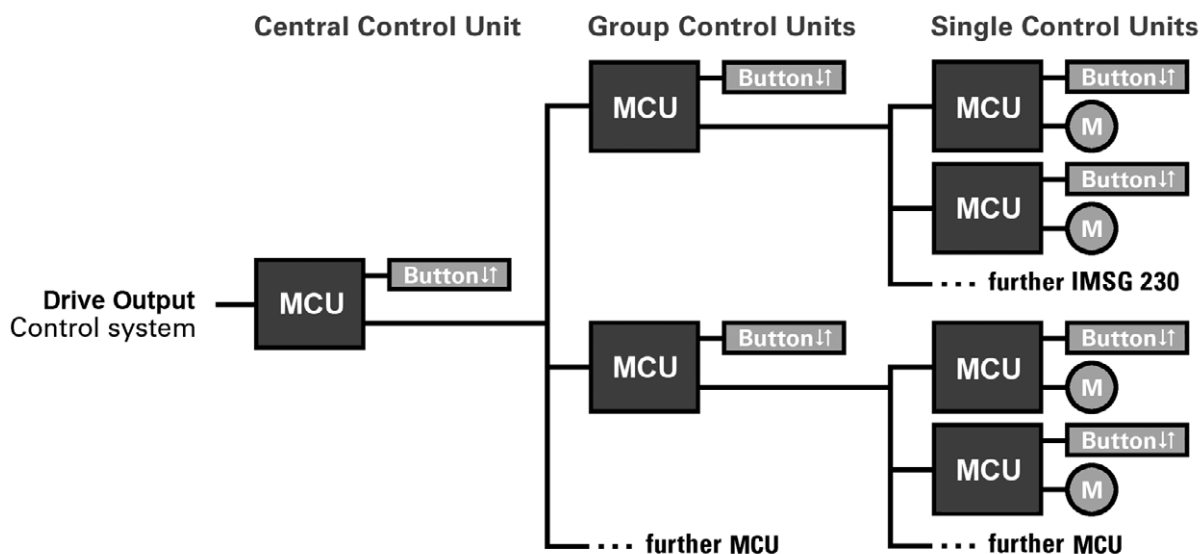 Central Control Unit
Group Control Units
Single Control Units
MCU
Button↓↑
MCU
Button↓↑
M
MCU
Button↓↑
M
... further IMSG 230
Drive Output
Control system
MCU
Button↓↑
MCU
Button↓↑
MCU
Button↓↑
M
MCU
Button↓↑
M
... further MCU
... further MCU